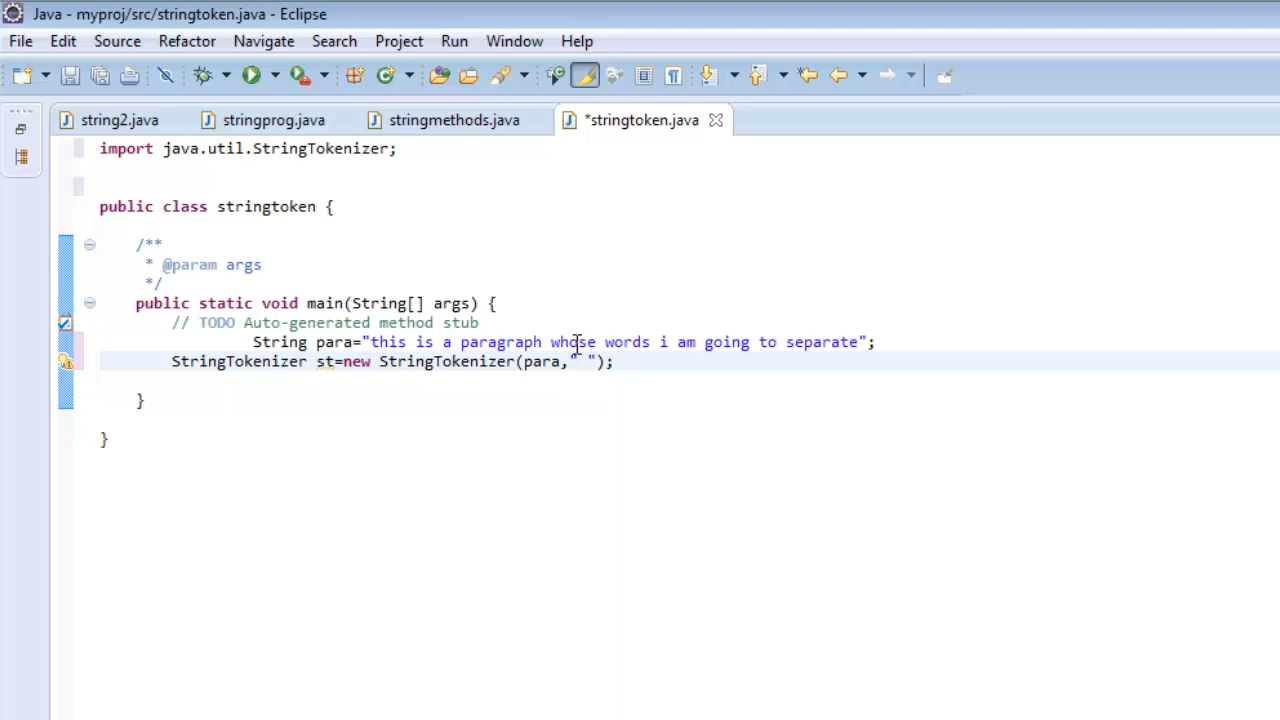 Java - myproj/src/stringtoken.java - Eclipse
File Edit Source Refactor Navigate Search Project Run Window Help
string2.java stringprog.java stringmethods.java *stringtoken.java
import java.util.StringTokenizer;
public class stringtoken {
/**
* @param args
*/
public static void main(String[] args) {
// TODO Auto-generated method stub
String para="this is a paragraph whose words i am going to separate";
StringTokenizer st=new StringTokenizer(para," ");
}
}